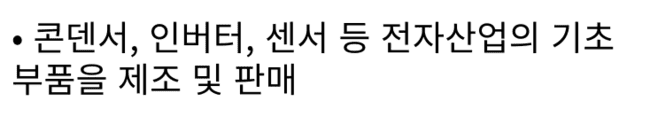 • 콘덴서, 인버터, 센서 등 전자산업의 기초
부품을 제조 및 판매